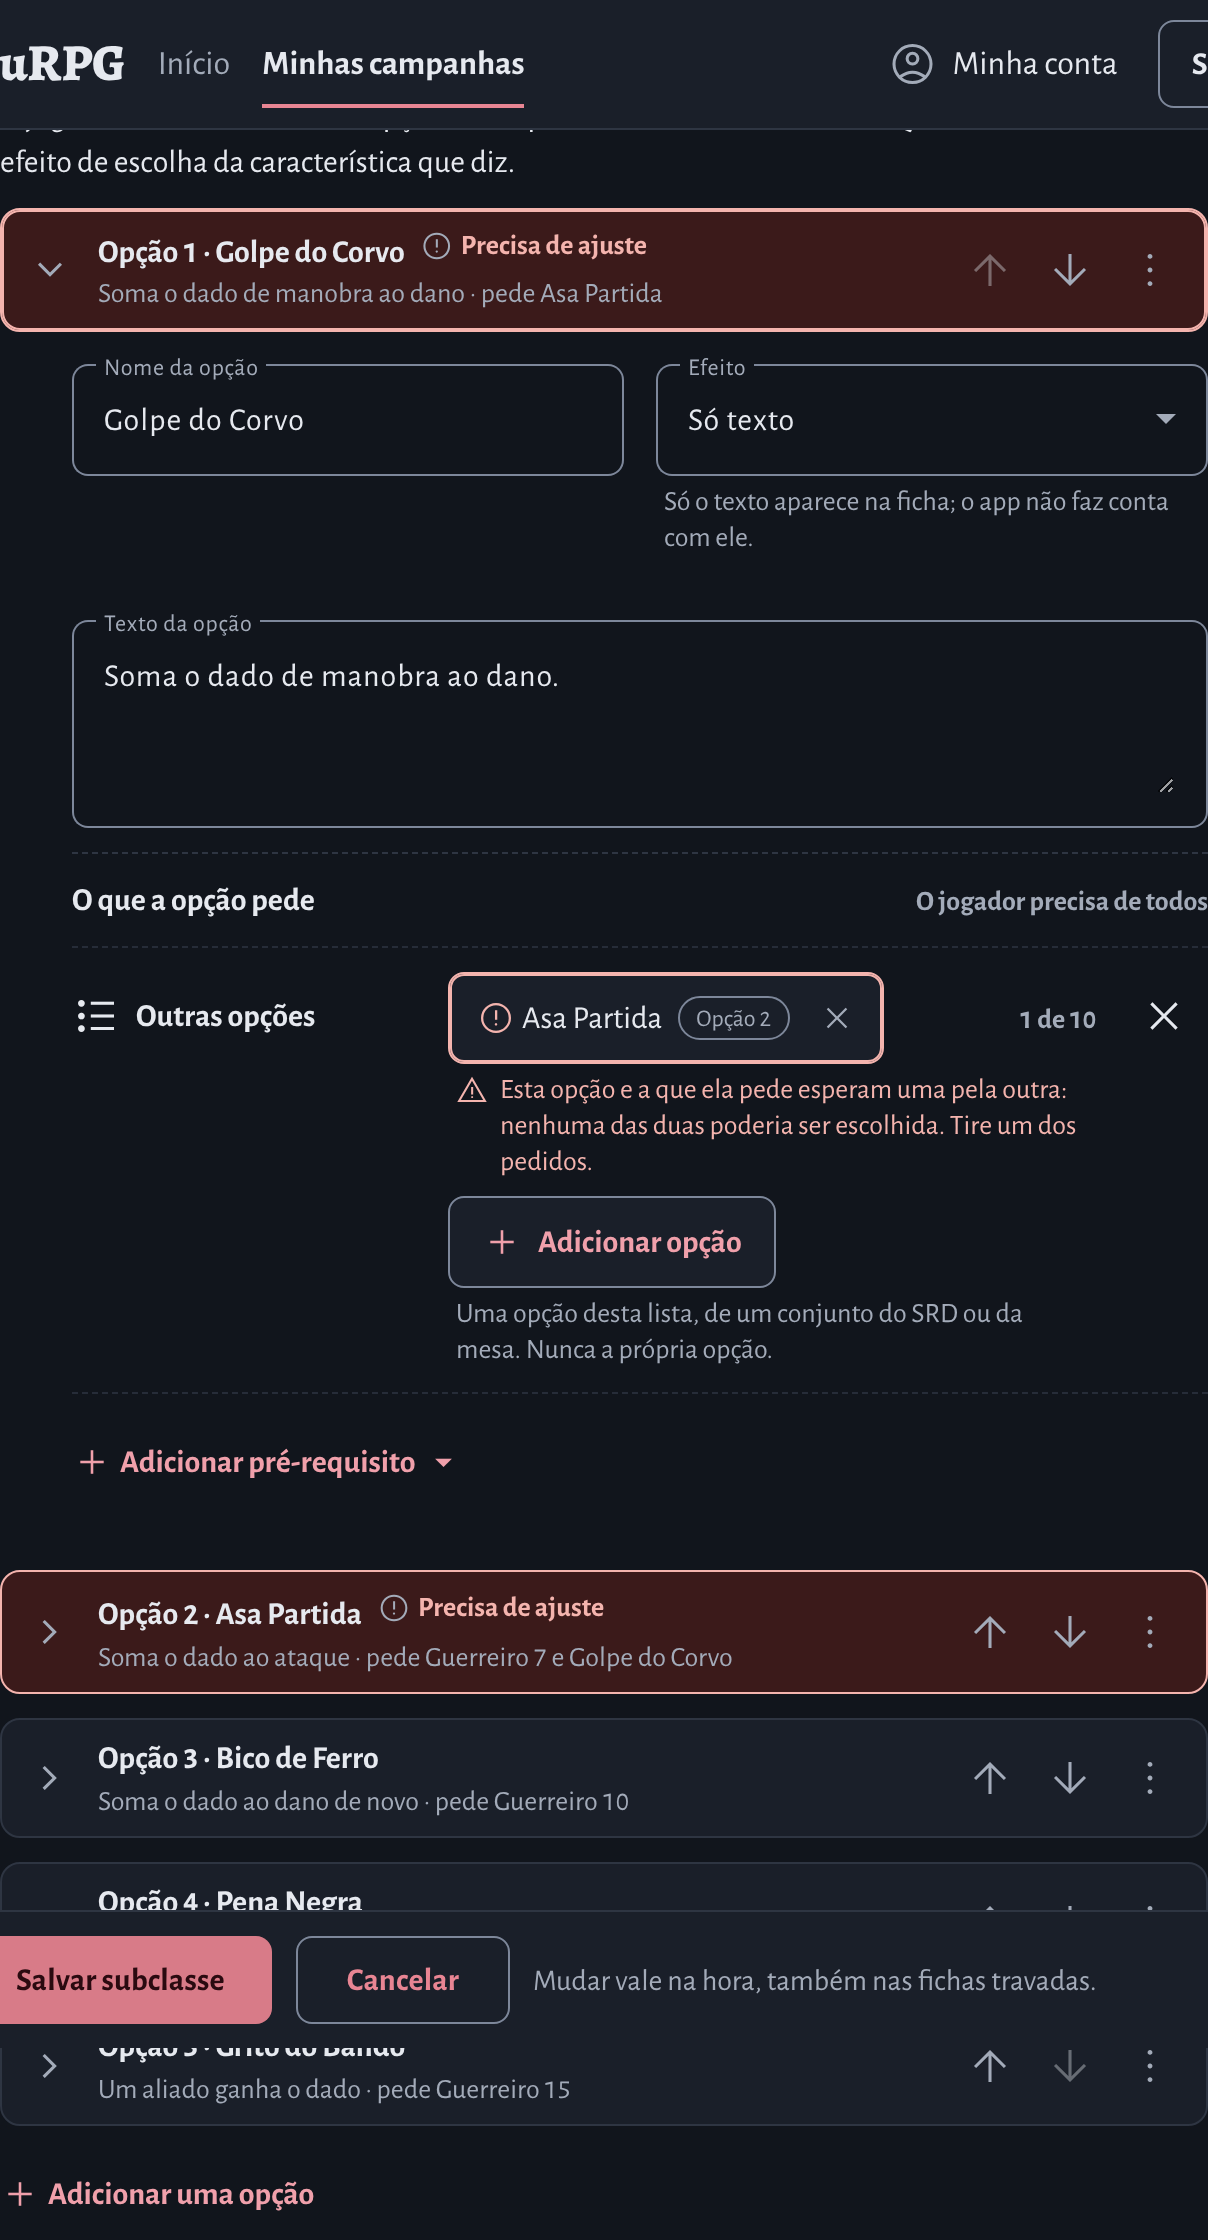 uRPG Início Minhas campanhas Minha conta S
efeito de escolha da característica que diz.
Opção 1 · Golpe do Corvo Precisa de ajuste
Soma o dado de manobra ao dano · pede Asa Partida
Nome da opção
Golpe do Corvo
Efeito
Só texto
Só o texto aparece na ficha; o app não faz conta
com ele.
Texto da opção
Soma o dado de manobra ao dano.
O que a opção pede
O jogador precisa de todos
Outras opções
Asa Partida Opção 2
1 de 10
Esta opção e a que ela pede esperam uma pela outra:
nenhuma das duas poderia ser escolhida. Tire um dos
pedidos.
Adicionar opção
Uma opção desta lista, de um conjunto do SRD ou da
mesa. Nunca a própria opção.
Adicionar pré-requisito
Opção 2 · Asa Partida Precisa de ajuste
Soma o dado ao ataque · pede Guerreiro 7 e Golpe do Corvo
Opção 3 · Bico de Ferro
Soma o dado ao dano de novo · pede Guerreiro 10
Opção 4 · Pena Negra
Salvar subclasse Cancelar Mudar vale na hora, também nas fichas travadas.
Opção 5 · Grito do Bando
Um aliado ganha o dado · pede Guerreiro 15
Adicionar uma opção